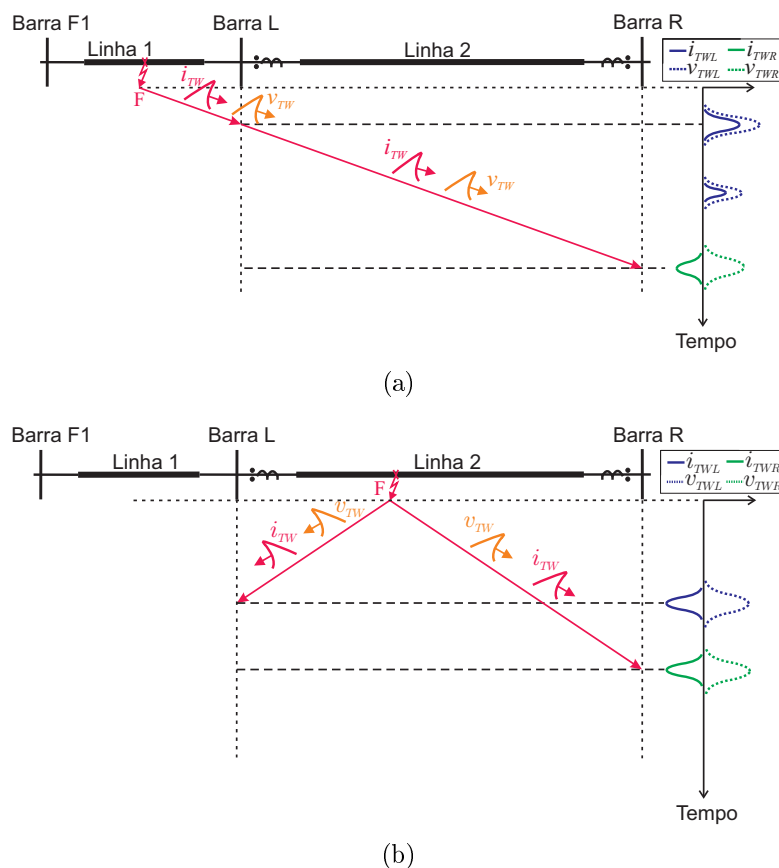 Barra F1 Barra L Barra R
Linha 1 Linha 2
i_TWL i_TWR
v_TWL v_TWR
F
i_TW
v_TW
i_TW
v_TW
Tempo
(a)
Barra F1 Barra L Barra R
Linha 1 Linha 2
i_TWL i_TWR
v_TWL v_TWR
F
v_TW v_TW
i_TW i_TW
Tempo
(b)